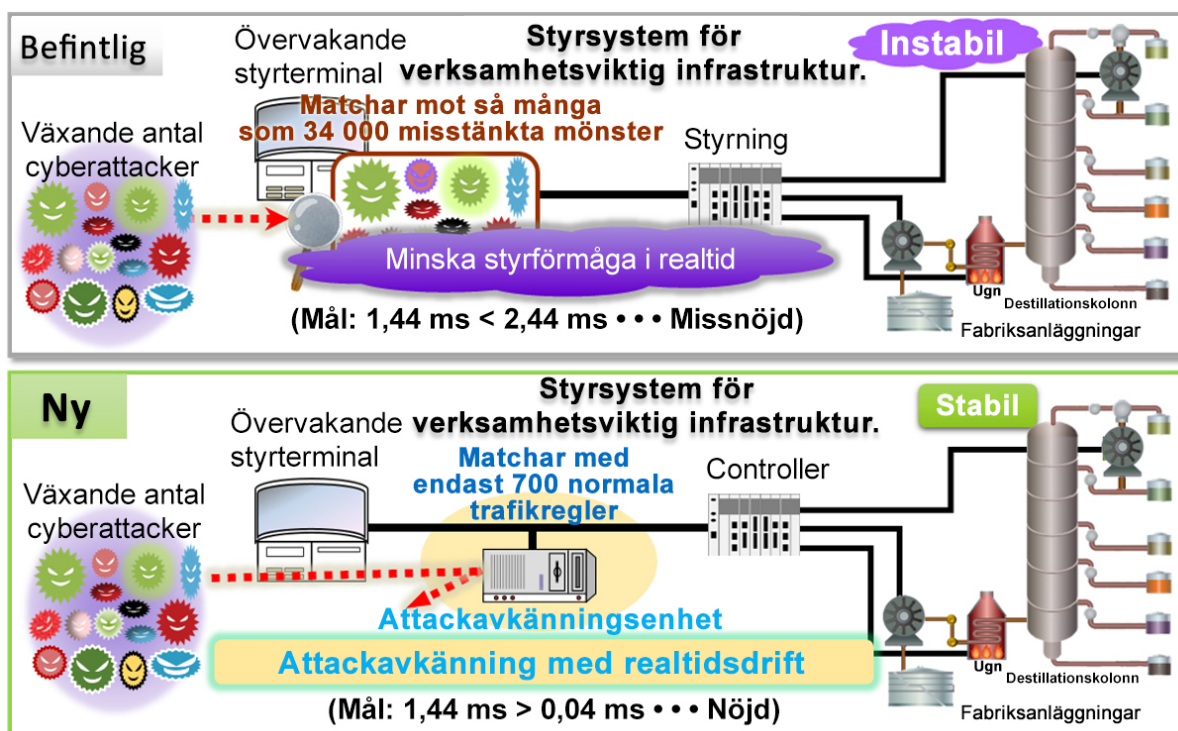 Befintlig
Övervakande
styrterminal
Styrsystem för
verksamhetsviktig infrastruktur.
Instabil
Matchar mot så många
som 34 000 misstänkta mönster
Växande antal
cyberattacker
Styrning
Minska styrförmåga i realtid
Ugn
Destillationskolonn
Fabriksanläggningar
(Mål: 1,44 ms < 2,44 ms • • • Missnöjd)
Ny
Övervakande
styrterminal
Styrsystem för
verksamhetsviktig infrastruktur.
Stabil
Matchar med
endast 700 normala
trafikregler
Controller
Växande antal
cyberattacker
Attackavkänningsenhet
Attackavkänning med realtidsdrift
Ugn
Destillationskolonn
Fabriksanläggningar
(Mål: 1,44 ms > 0,04 ms • • • Nöjd)